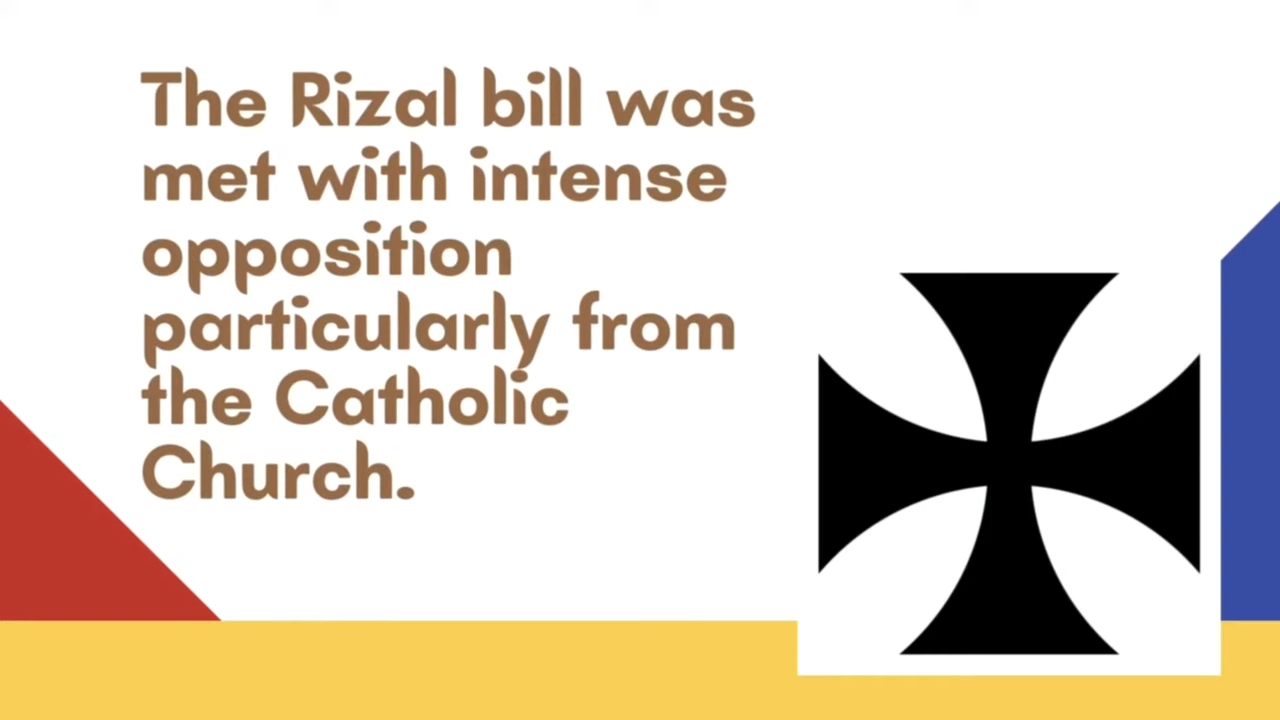 The Rizal bill was
met with intense
opposition
particularly from
the Catholic
Church.